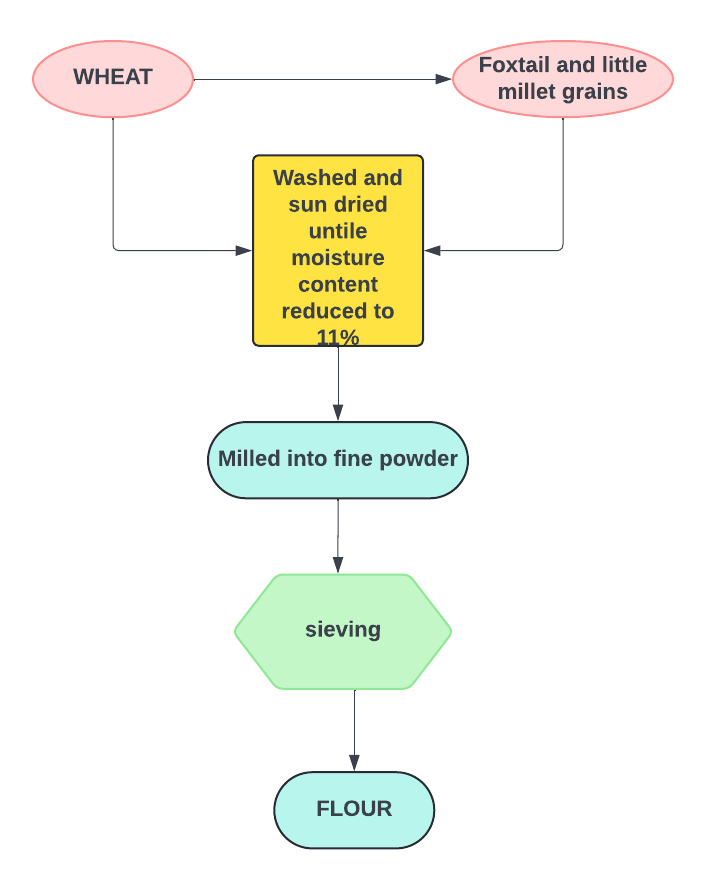 WHEAT
Foxtail and little
millet grains
Washed and
sun dried
untile
moisture
content
reduced to
11%
Milled into fine powder
sieving
FLOUR